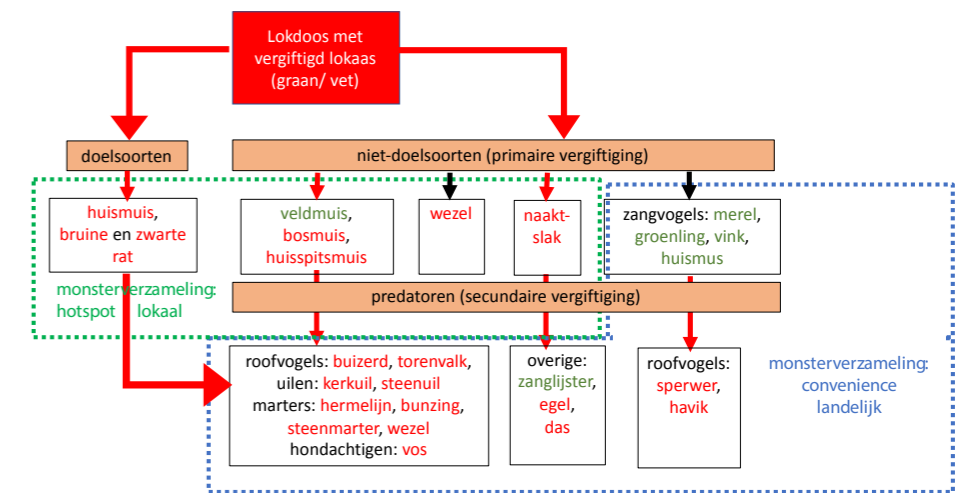 Lokdoos met
vergiftigd lokaas
(graan/ vet)
doelsoorten
niet-doelsoorten (primaire vergiftiging)
huismuis,
bruine en zwarte
rat
veldmuis,
bosmuis,
huisspitsmuis
wezel
naakt-
slak
zangvogels: merel,
groenling, vink,
huismus
monsterverzameling:
hotspot lokaal
predatoren (secundaire vergiftiging)
roofvogels: buizerd, torenvalk,
uilen: kerkuil, steenuil
marters: hermelijn, bunzing,
steenmarter, wezel
hondachtigen: vos
overige:
zanglijster,
egel,
das
roofvogels:
sperwer,
havik
monsterverzameling:
convenience
landelijk